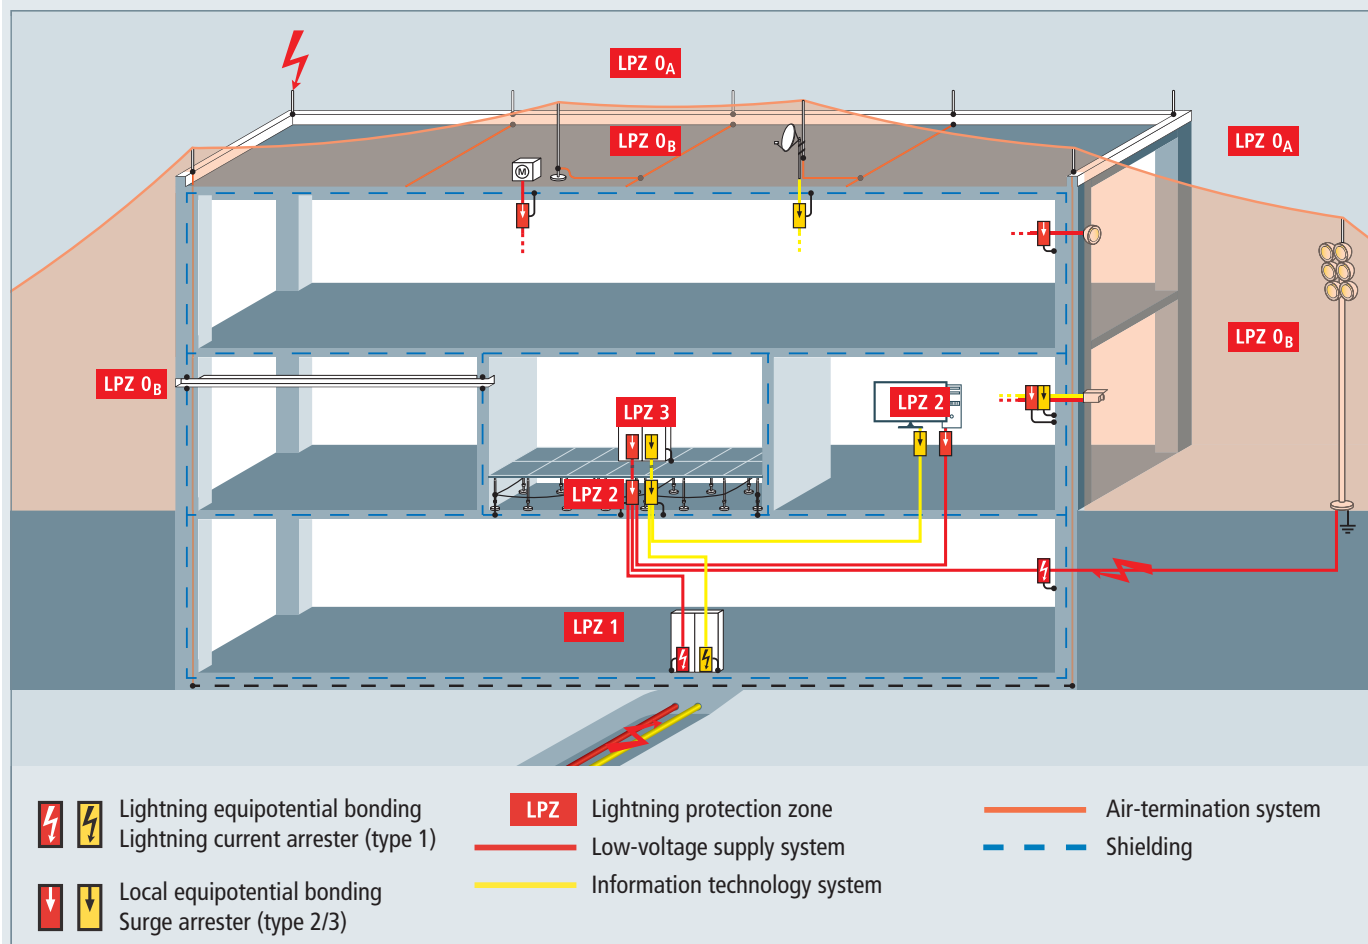 LPZ 0A
LPZ 0B
LPZ 0A
M
LPZ 0B
LPZ 0B
LPZ 3
LPZ 2
LPZ 2
LPZ 1
Lightning equipotential bonding
Lightning current arrester (type 1)
Local equipotential bonding
Surge arrester (type 2/3)
LPZ Lightning protection zone
Low-voltage supply system
Information technology system
Air-termination system
Shielding